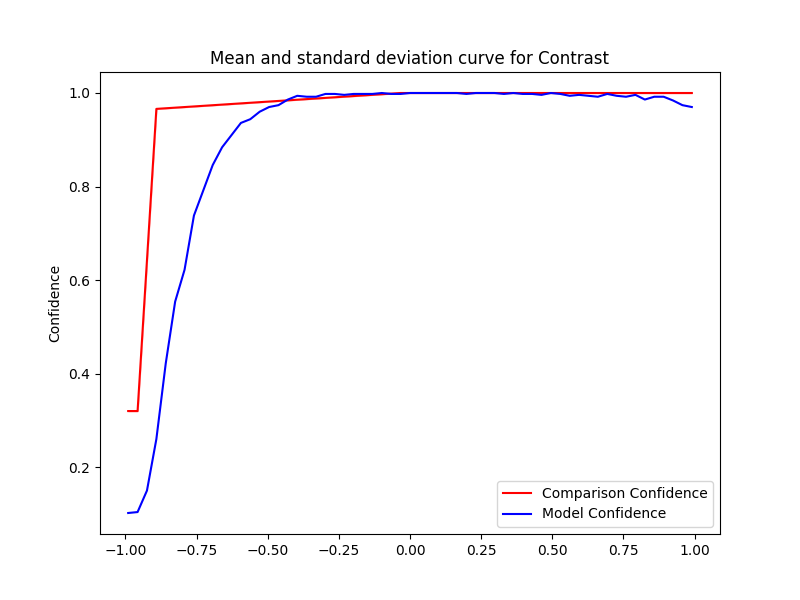 Mean and standard deviation curve for Contrast
1.0
0.8
0.6
0.4
0.2
Confidence
Comparison Confidence
Model Confidence
−1.00 −0.75 −0.50 −0.25 0.00 0.25 0.50 0.75 1.00